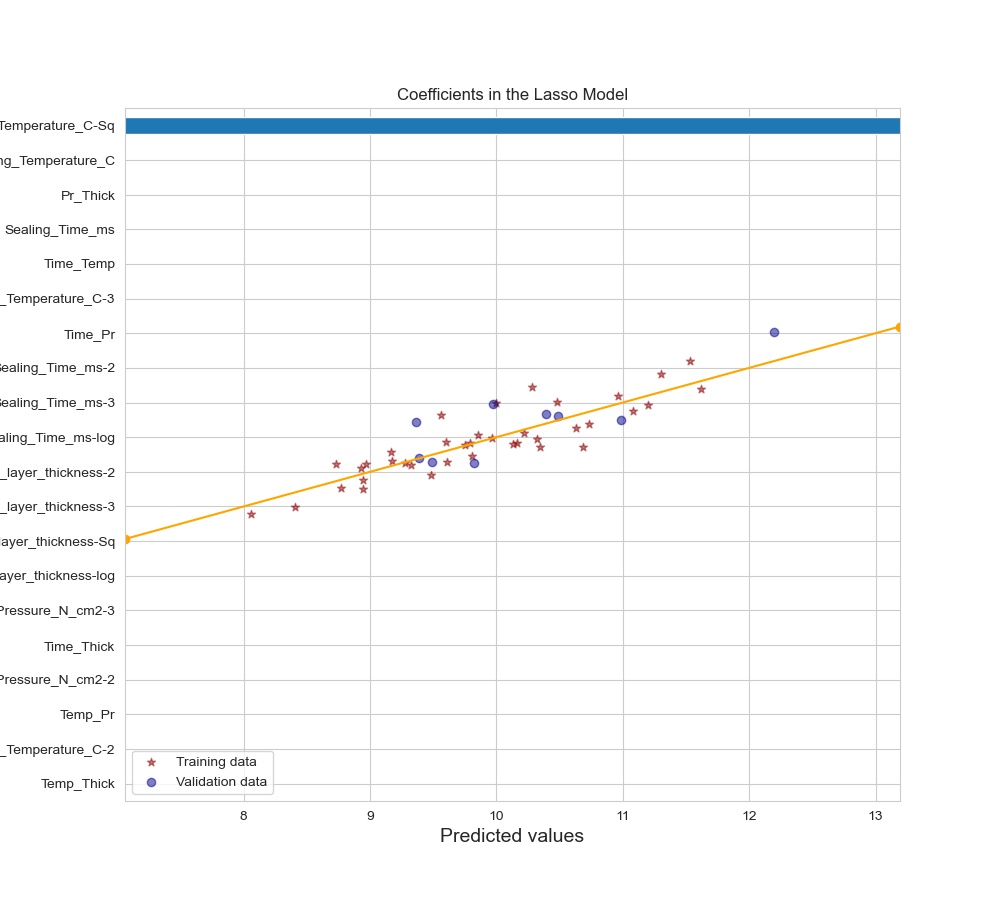 Coefficients in the Lasso Model
Temperature_C-Sq
ng_Temperature_C
Pr_Thick
Sealing_Time_ms
Time_Temp
_Temperature_C-3
Time_Pr
Sealing_Time_ms-2
Sealing_Time_ms-3
aling_Time_ms-log
_layer_thickness-2
_layer_thickness-3
layer_thickness-Sq
ayer_thickness-log
Pressure_N_cm2-3
Time_Thick
Pressure_N_cm2-2
Temp_Pr
_Temperature_C-2
Temp_Thick
Training data
Validation data
8 9 10 11 12 13
Predicted values